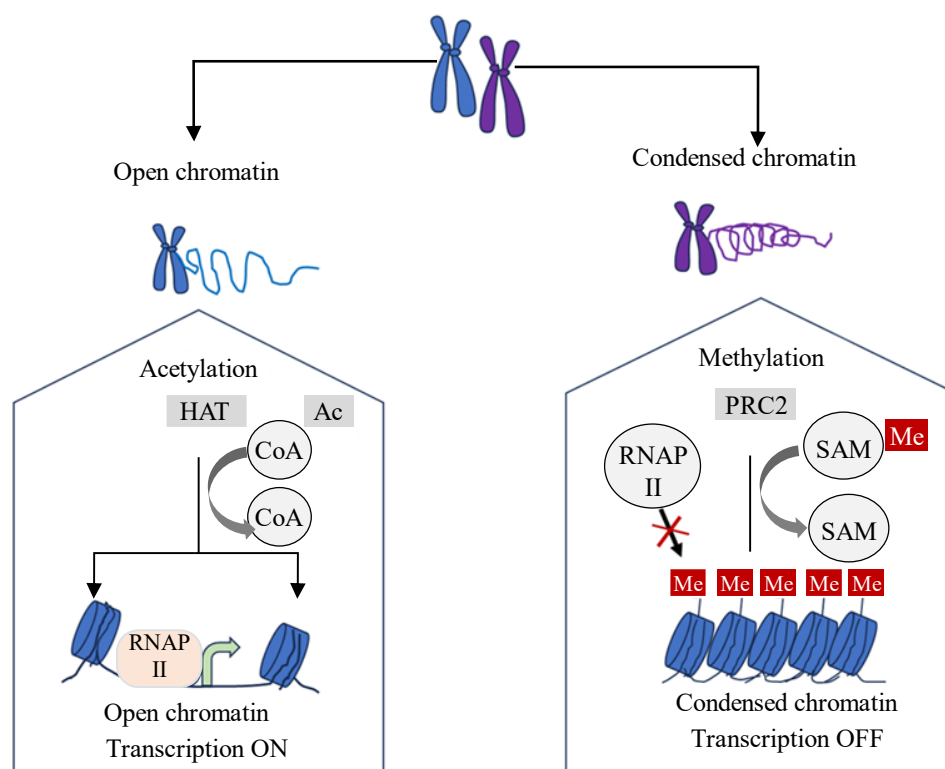 Open chromatin
Condensed chromatin
Acetylation
HAT
Ac
CoA
CoA
RNAP
II
Open chromatin
Transcription ON
Methylation
PRC2
SAM
Me
RNAP
II
SAM
Me
Me
Me
Me
Me
Condensed chromatin
Transcription OFF